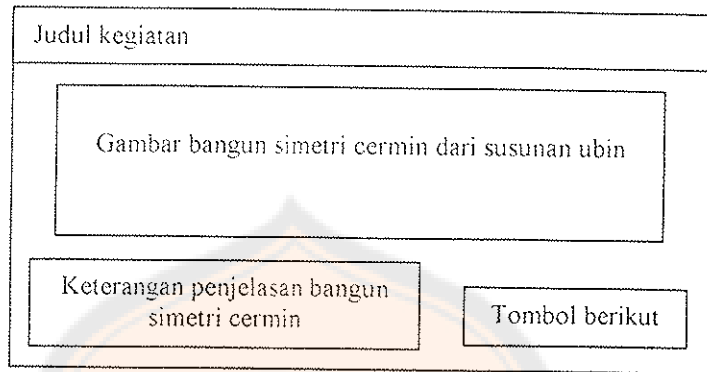 Judul kegiatan
Gambar bangun simetri cermin dari susunan ubin
Keterangan penjelasan bangun
simetri cermin
Tombol berikut